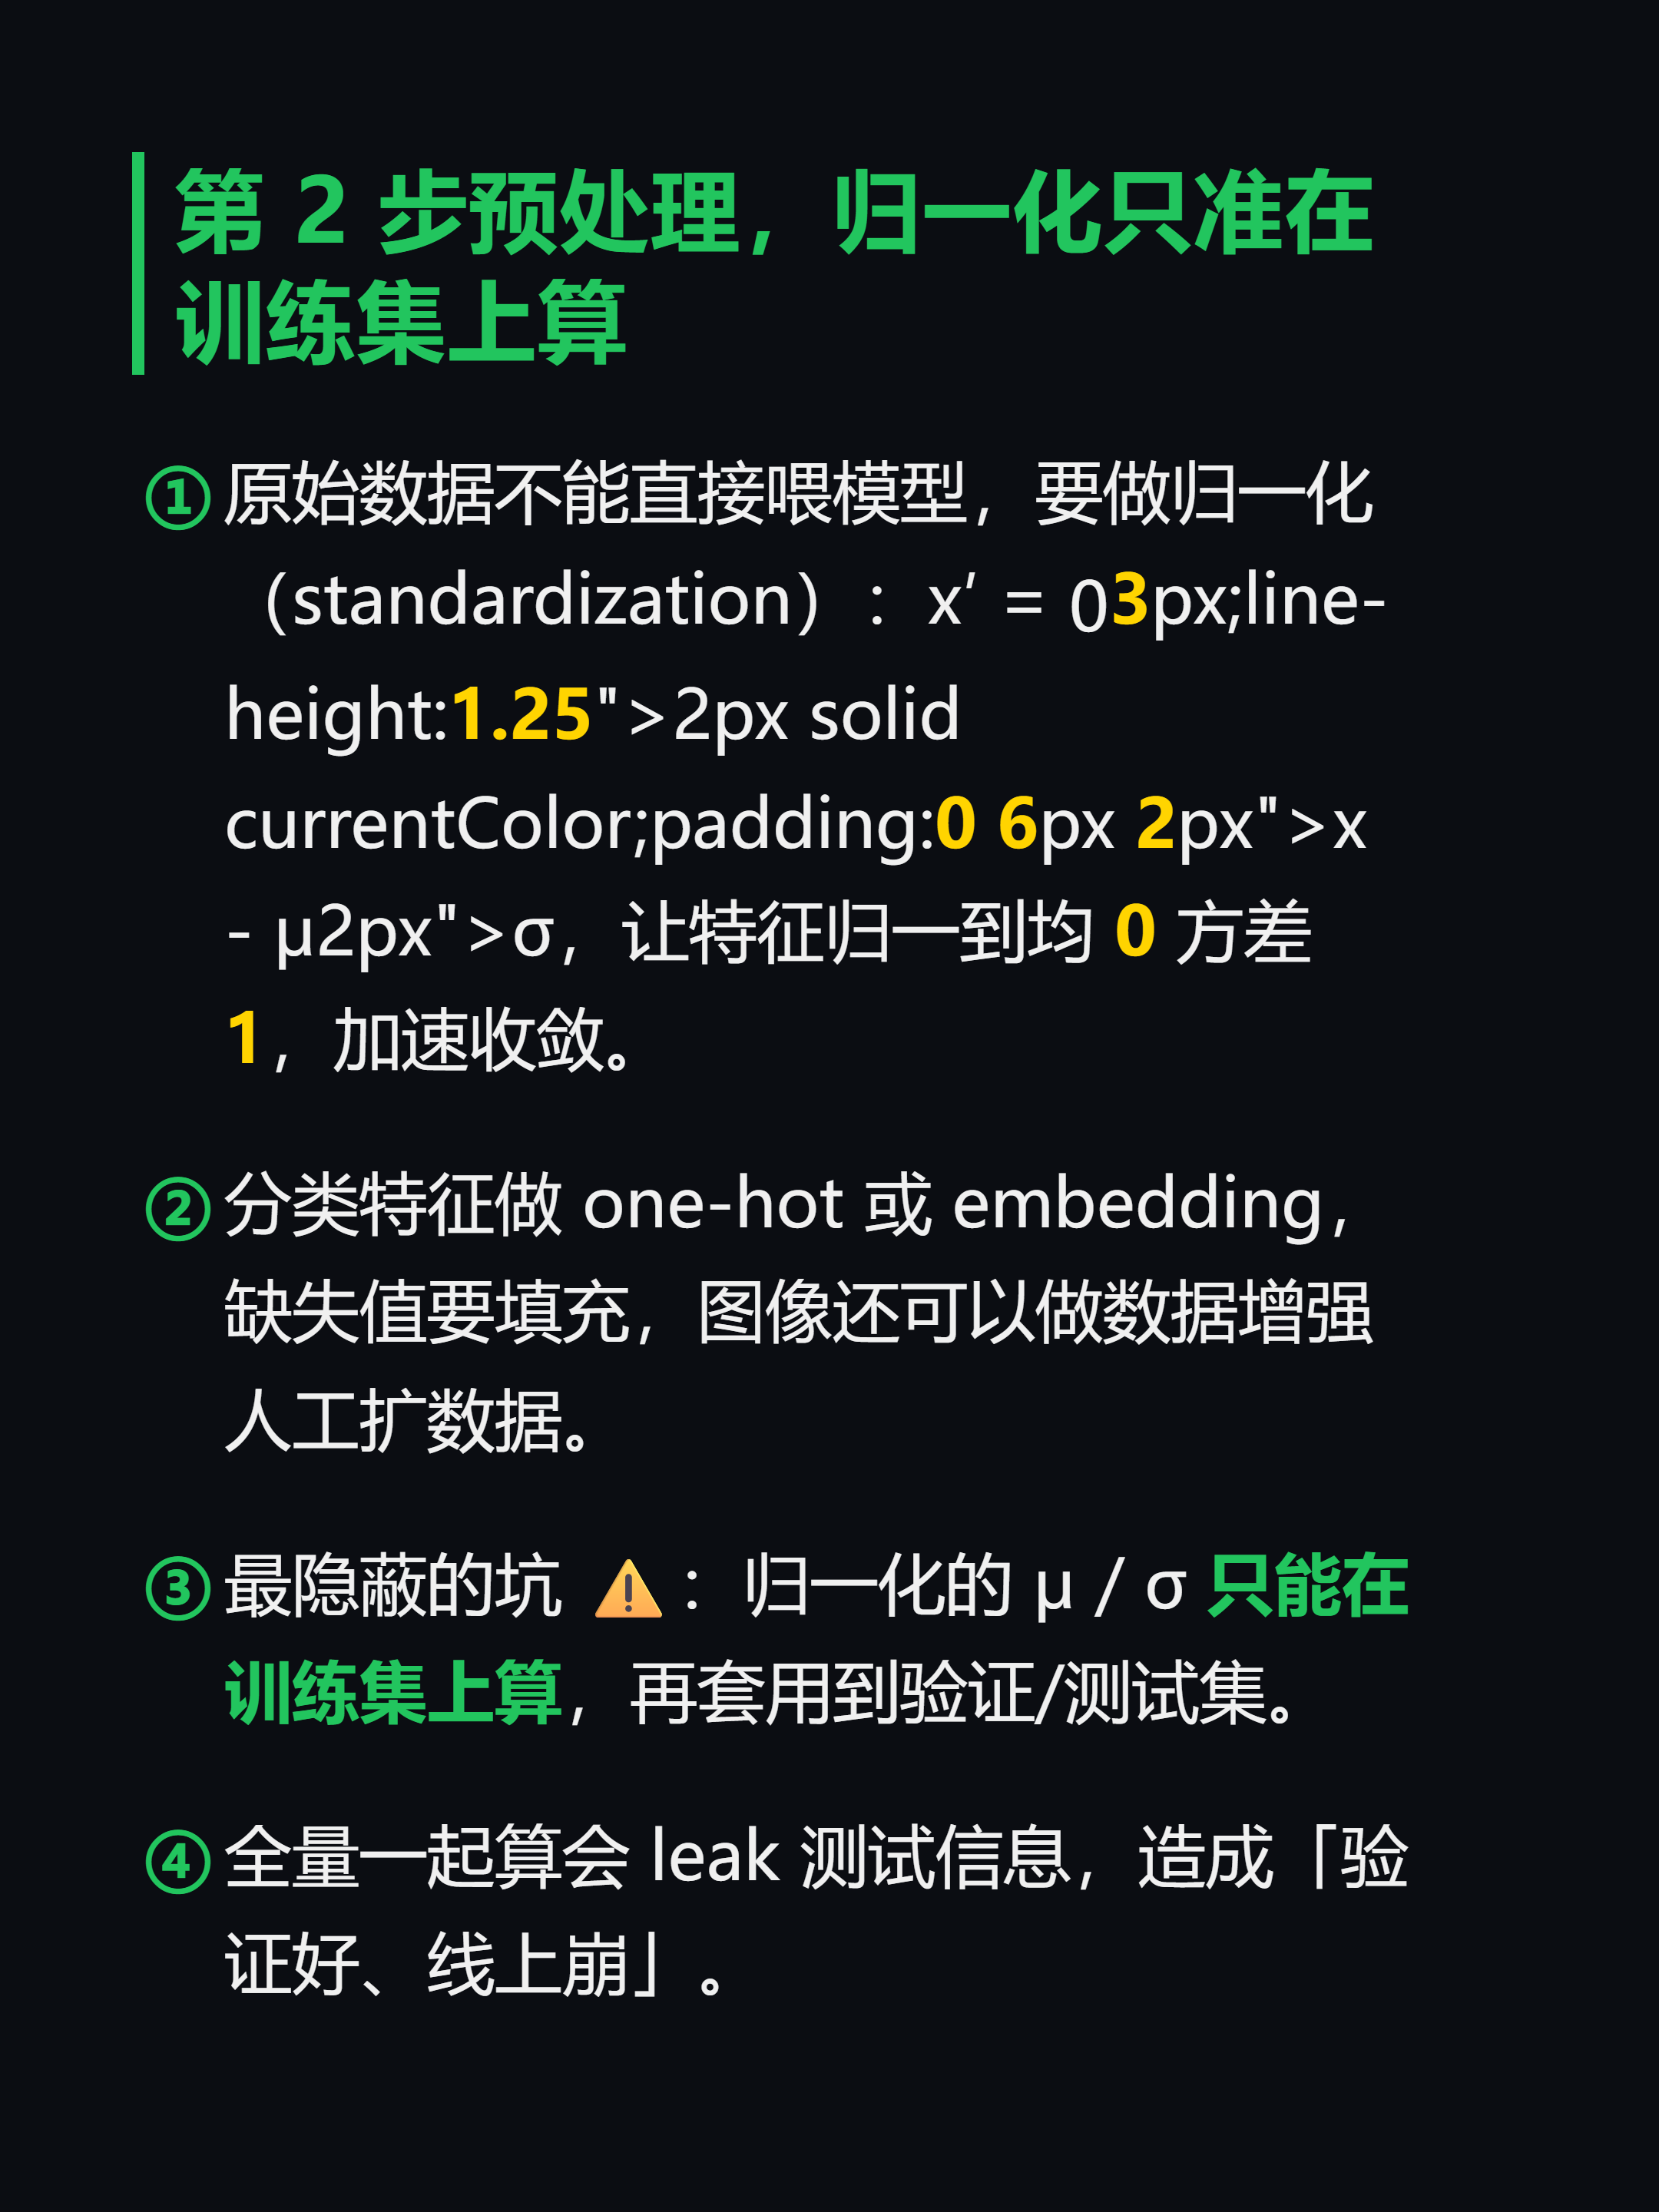 第 2 步预处理，归一化只准在
训练集上算
① 原始数据不能直接喂模型，要做归一化
（standardization）：x′ = 03px;line-
height:1.25">2px solid
currentColor;padding:0 6px 2px">x
- μ2px">σ，让特征归一到均 0 方差
1，加速收敛。
② 分类特征做 one-hot 或 embedding，
缺失值要填充，图像还可以做数据增强
人工扩数据。
③ 最隐蔽的坑 ⚠️：归一化的 μ / σ 只能在
训练集上算，再套用到验证/测试集。
④ 全量一起算会 leak 测试信息，造成「验
证好、线上崩」。